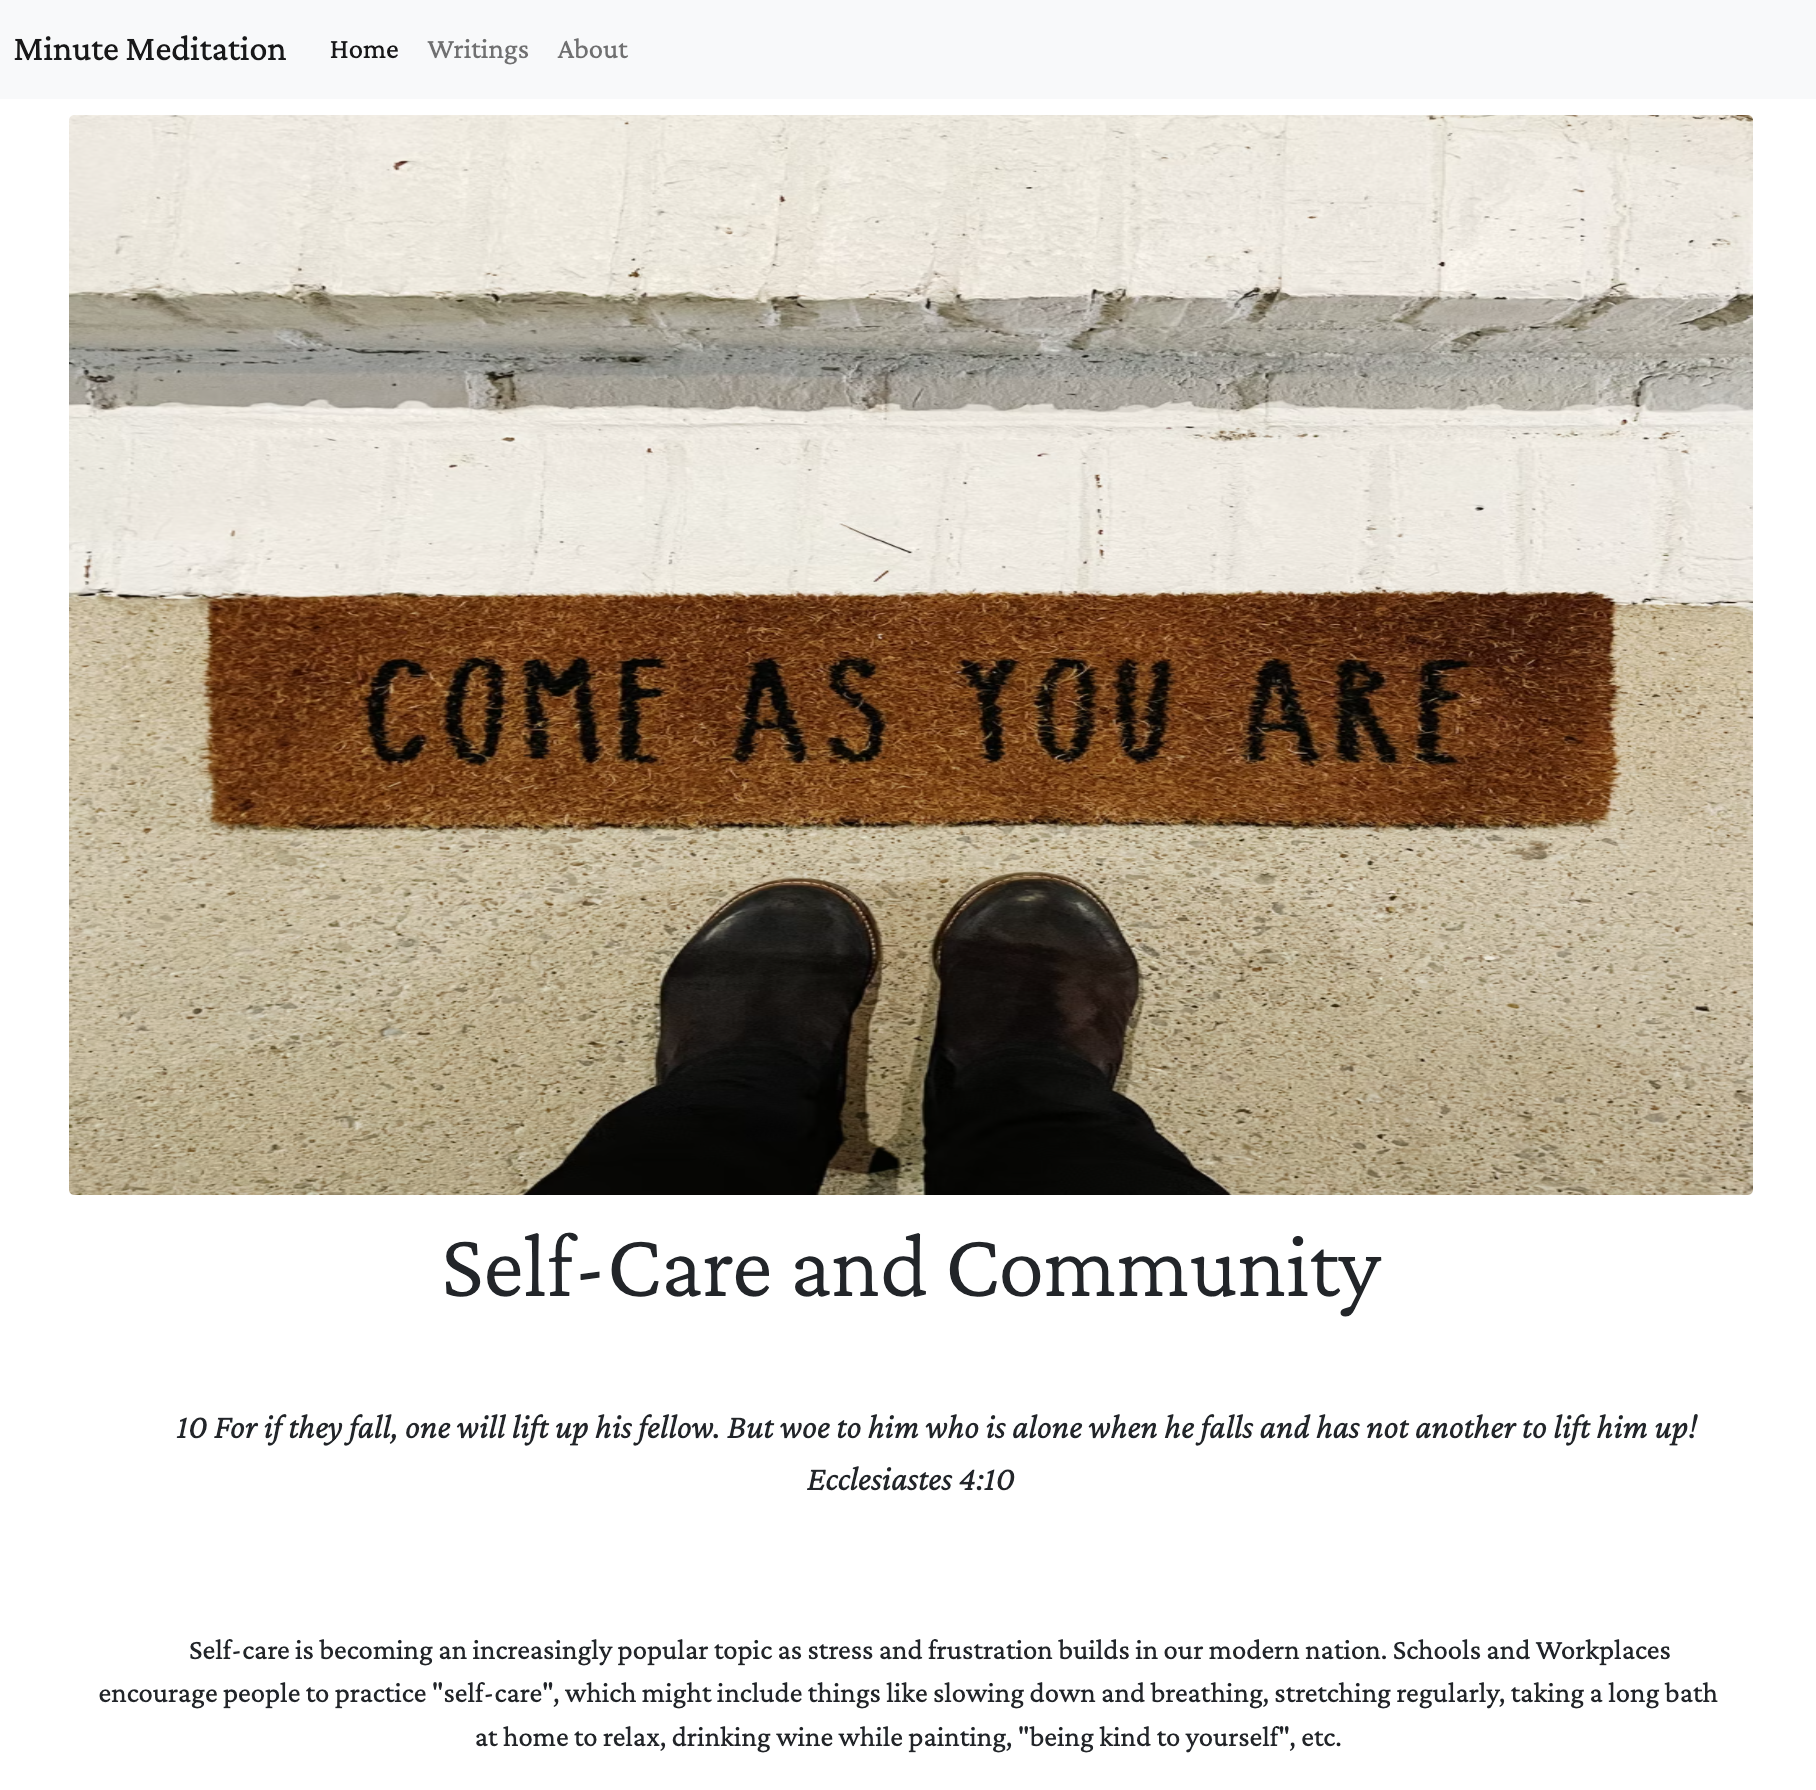 Minute Meditation Home Writings About
COME AS YOU ARE
Self-Care and Community
10 For if they fall, one will lift up his fellow. But woe to him who is alone when he falls and has not another to lift him up!
Ecclesiastes 4:10
Self-care is becoming an increasingly popular topic as stress and frustration builds in our modern nation. Schools and Workplaces
encourage people to practice "self-care", which might include things like slowing down and breathing, stretching regularly, taking a long bath
at home to relax, drinking wine while painting, "being kind to yourself", etc.